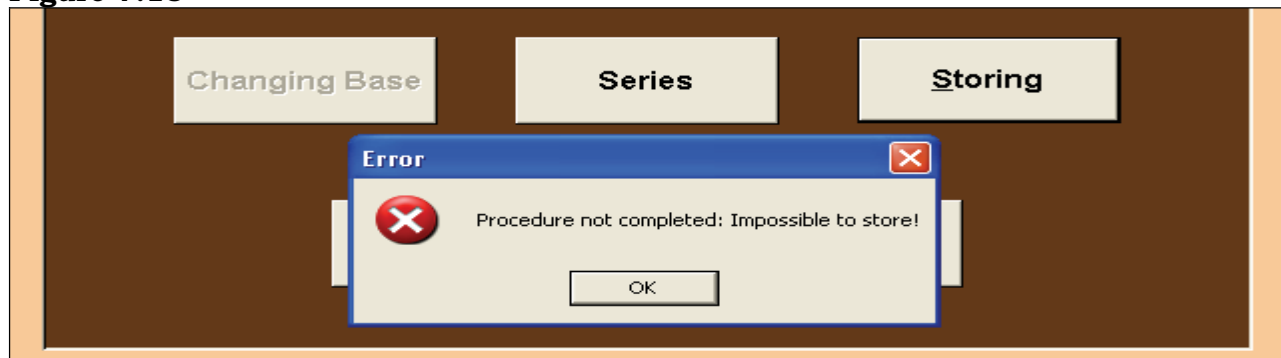 Changing Base
Series
Storing
Error
Procedure not completed: Impossible to store!
OK